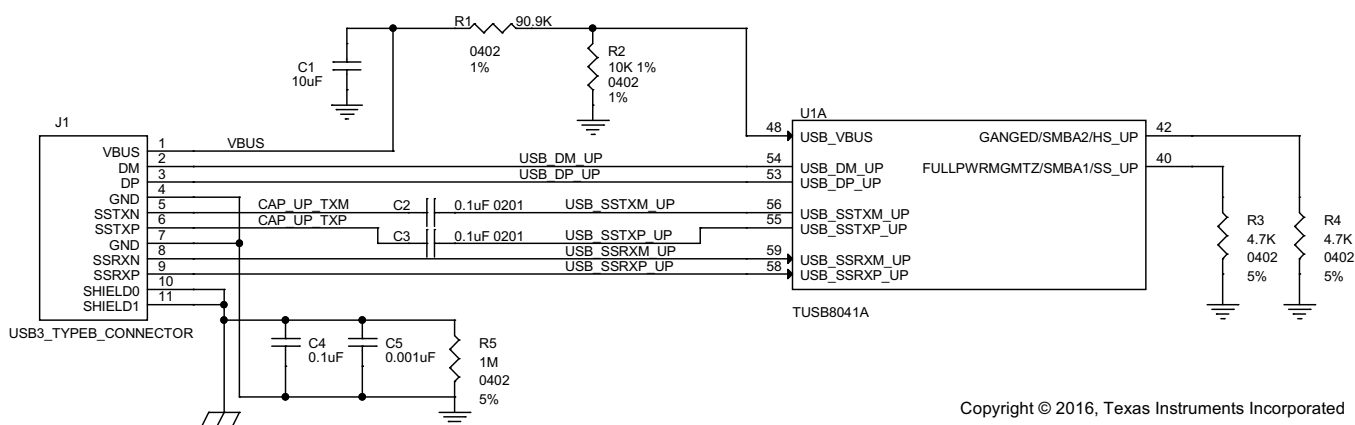 R1 90.9K
0402
1%
C1
10uF
R2
10K 1%
0402
1%
J1
U1A
VBUS 1 VBUS
DM 2 USB_DM_UP 54 USB_DM_UP
DP 3 USB_DP_UP 53 USB_DP_UP
GND 4
SSTXN 5 CAP_UP_TXM C2 0.1uF 0201 USB_SSTXM_UP 56 USB_SSTXM_UP
SSTXP 6 CAP_UP_TXP C3 0.1uF 0201 USB_SSTXP_UP 55 USB_SSTXP_UP
GND 7
SSRXN 8 USB_SSRXM_UP 59 USB_SSRXM_UP
SSRXP 9 USB_SSRXP_UP 58 USB_SSRXP_UP
SHIELD0 10
SHIELD1 11
USB3_TYPEB_CONNECTOR
48 USB_VBUS GANGED/SMBA2/HS_UP 42
FULLPWRMGMTZ/SMBA1/SS_UP 40
TUSB8041A
R3
4.7K
0402
5%
R4
4.7K
0402
5%
C4
0.1uF
C5
0.001uF
R5
1M
0402
5%
Copyright © 2016, Texas Instruments Incorporated